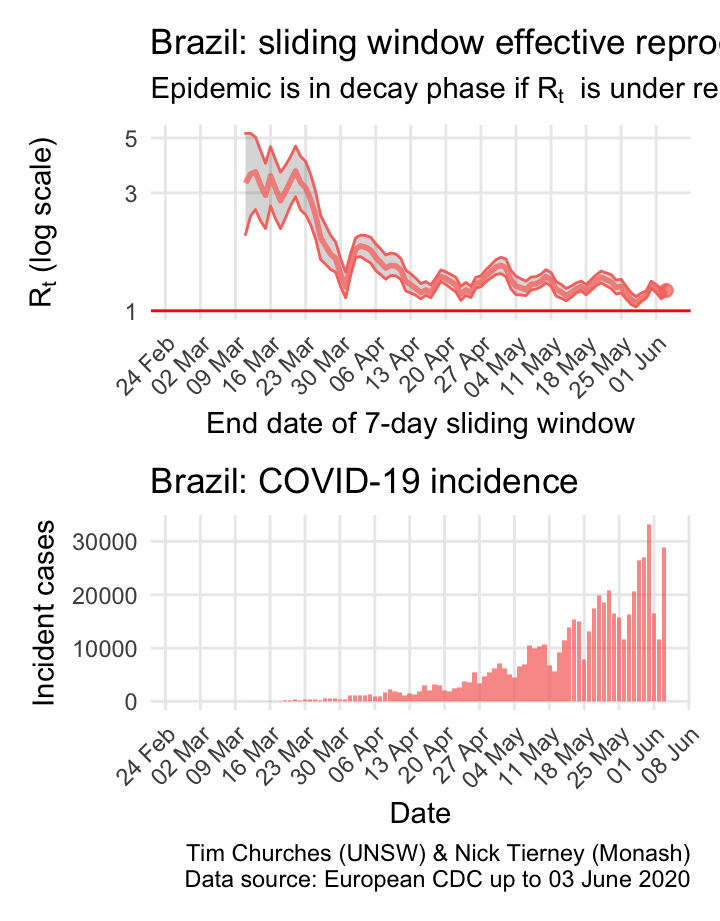 Brazil: sliding window effective repro
Epidemic is in decay phase if Rt is under re
5
3
1
Rt (log scale)
24 Feb
02 Mar
09 Mar
16 Mar
23 Mar
30 Mar
06 Apr
13 Apr
20 Apr
27 Apr
04 May
11 May
18 May
25 May
01 Jun
End date of 7-day sliding window
Brazil: COVID-19 incidence
30000
20000
10000
0
Incident cases
24 Feb
02 Mar
09 Mar
16 Mar
23 Mar
30 Mar
06 Apr
13 Apr
20 Apr
27 Apr
04 May
11 May
18 May
25 May
01 Jun
08 Jun
Date
Tim Churches (UNSW) & Nick Tierney (Monash)
Data source: European CDC up to 03 June 2020